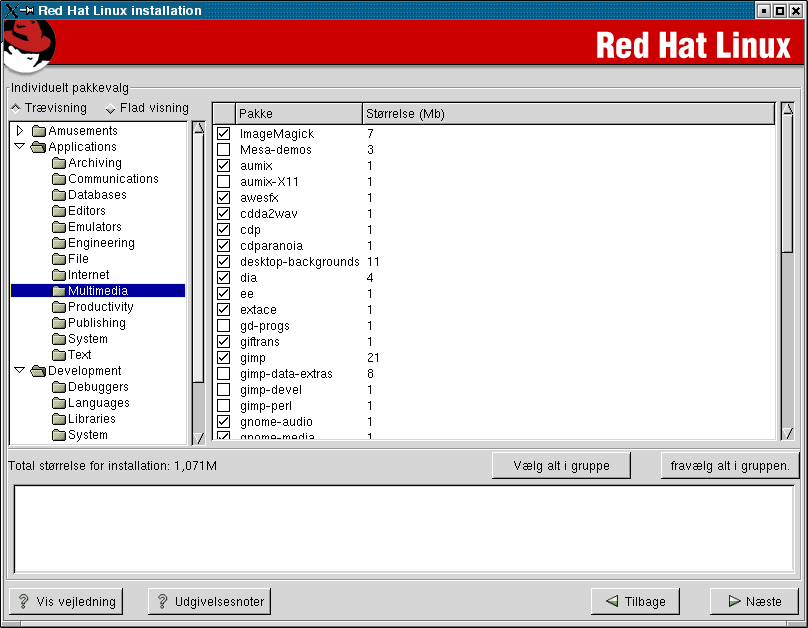 Red Hat Linux installation
Red Hat Linux
Individuelt pakkevalg
Trævisning Flad visning
Amusements
Applications
Archiving
Communications
Databases
Editors
Emulators
Engineering
File
Internet
Multimedia
Productivity
Publishing
System
Text
Development
Debuggers
Languages
Libraries
System
Pakke Størrelse (Mb)
ImageMagick 7
Mesa-demos 3
aumix 1
aumix-X11 1
awesfx 1
cdda2wav 1
cdp 1
cdparanoia 1
desktop-backgrounds 11
dia 4
ee 1
extace 1
gd-progs 1
giftrans 1
gimp 21
gimp-data-extras 8
gimp-devel 1
gimp-perl 1
gnome-audio 1
gnome-media 1
Total størrelse for installation: 1,071M
Vælg alt i gruppe
fravælg alt i gruppen.
? Vis vejledning
? Udgivelsesnoter
Tilbage
Næste